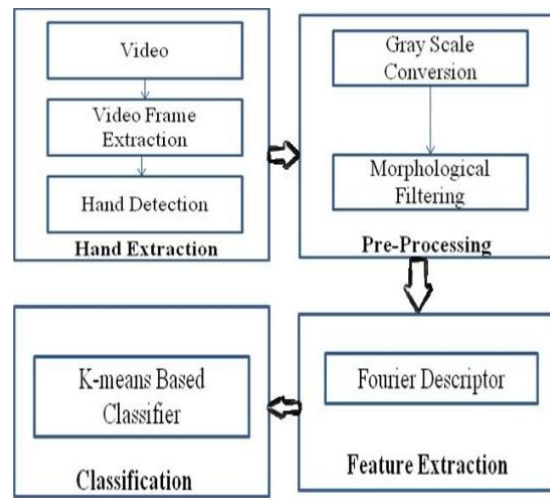 Video
Video Frame
Extraction
Hand Detection
Hand Extraction
Gray Scale
Conversion
Morphological
Filtering
Pre-Processing
Fourier Descriptor
Feature Extraction
K-means Based
Classifier
Classification